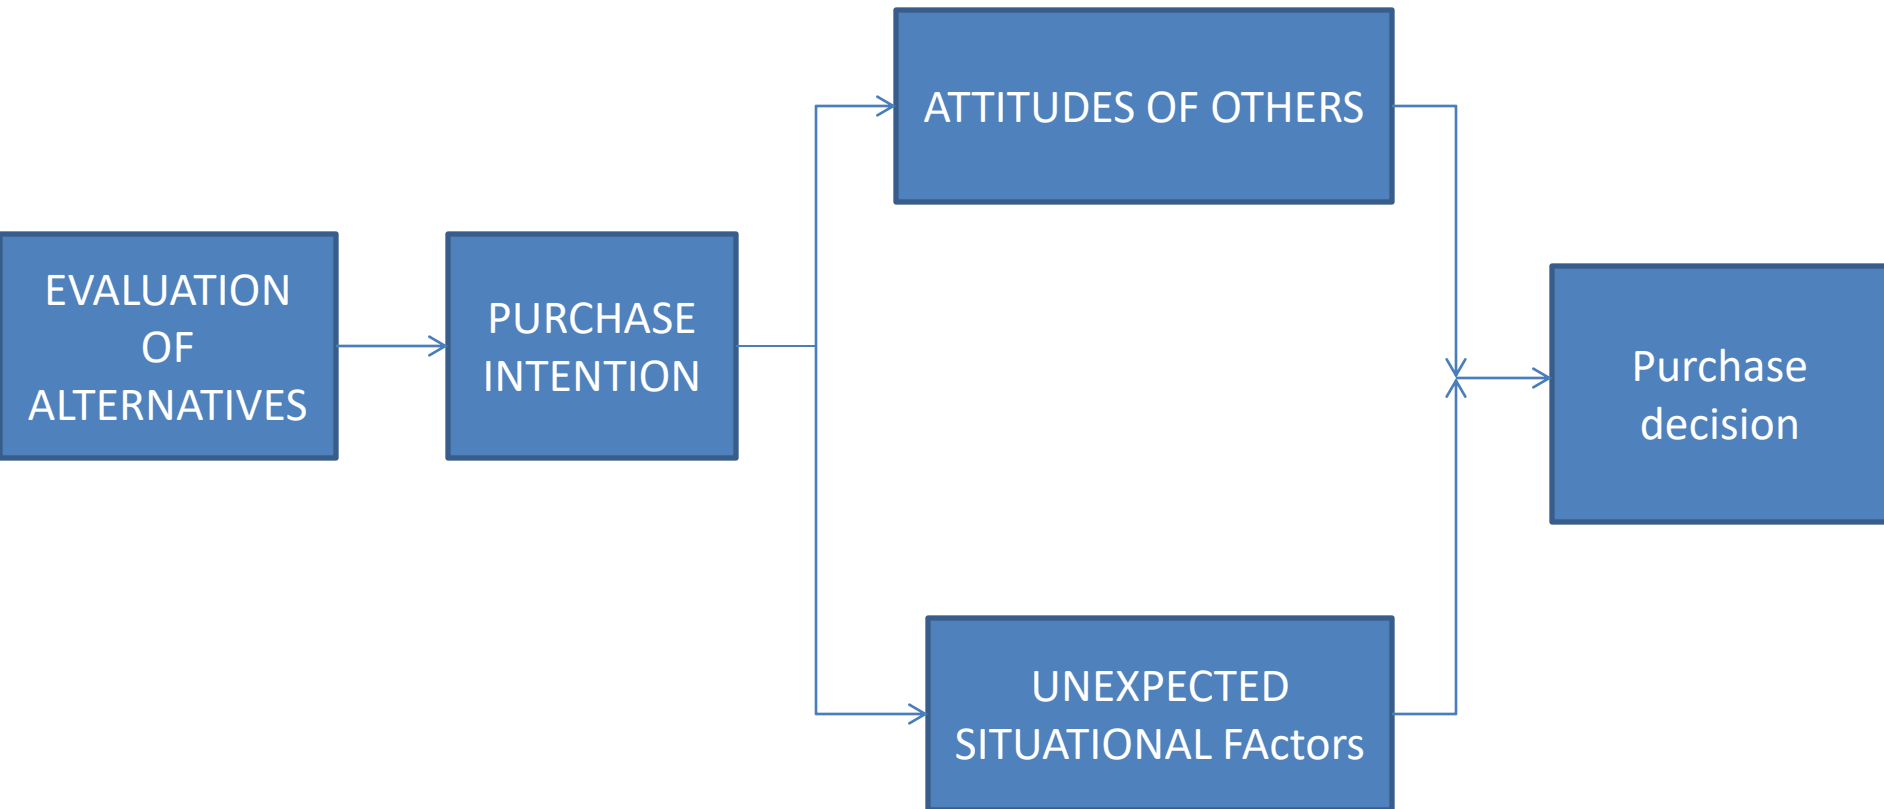 ATTITUDES OF OTHERS
EVALUATION
OF
ALTERNATIVES
PURCHASE
INTENTION
Purchase
decision
UNEXPECTED
SITUATIONAL FActors